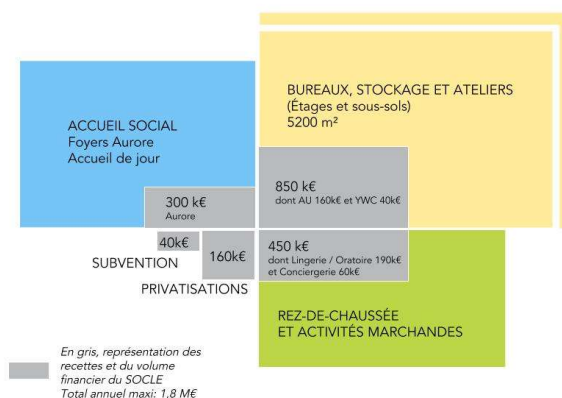 ACCUEIL SOCIAL
Foyers Aurore
Accueil de jour
BUREAUX, STOCKAGE ET ATELIERS
(Étages et sous-sols)
5200 m²
300 k€
Aurore
850 k€
dont AU 160k€ et YWC 40k€
40k€
SUBVENTION
160k€
PRIVATISATIONS
450 k€
dont Lingerie / Oratoire 190k€
et Conciergerie 60k€
REZ-DE-CHAUSSÉE
ET ACTIVITÉS MARCHANDES
En gris, représentation des
recettes et du volume
financier du SOCLE
Total annuel maxi: 1,8 M€